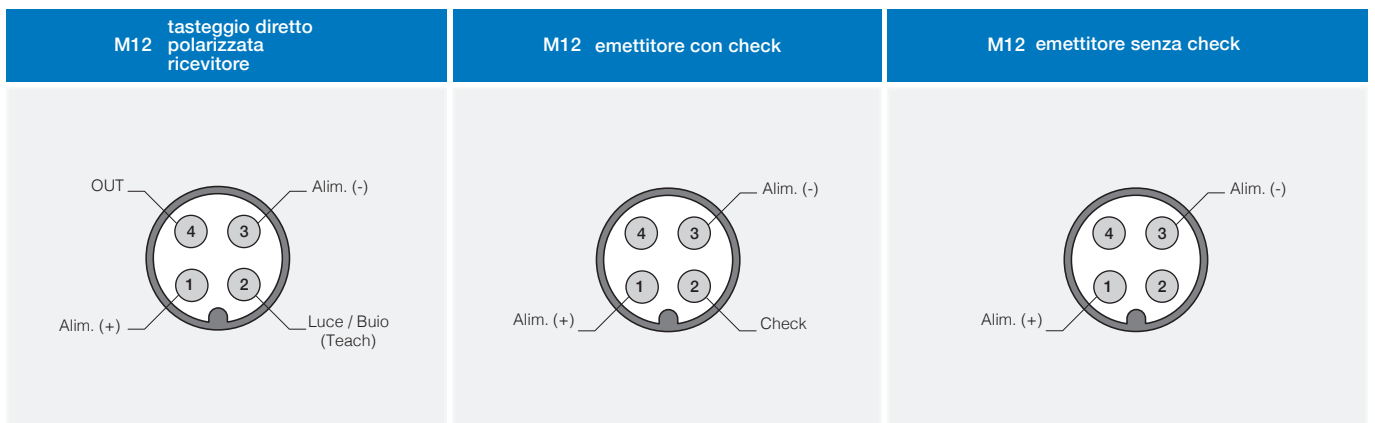 M12 tasteggio diretto
polarizzata
ricevitore
M12 emettitore con check
M12 emettitore senza check
OUT
Alim. (-)
4
3
1
2
Alim. (+)
Luce / Buio
(Teach)
Alim. (-)
4
3
1
2
Alim. (+)
Check
Alim. (-)
4
3
1
2
Alim. (+)